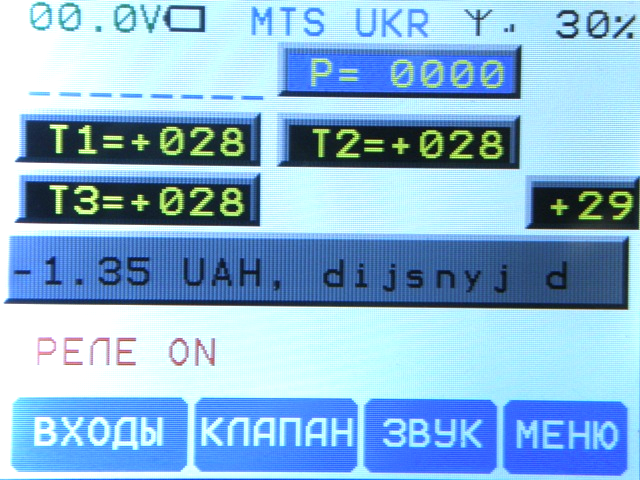 00.0V MTS UKR 30%
P= 0000
T1=+028 T2=+028
T3=+028 +29
-1.35 UAH, dijsnyj d
РЕЛЕ ON
ВХОДЫ КЛАПАН ЗВУК МЕНЮ